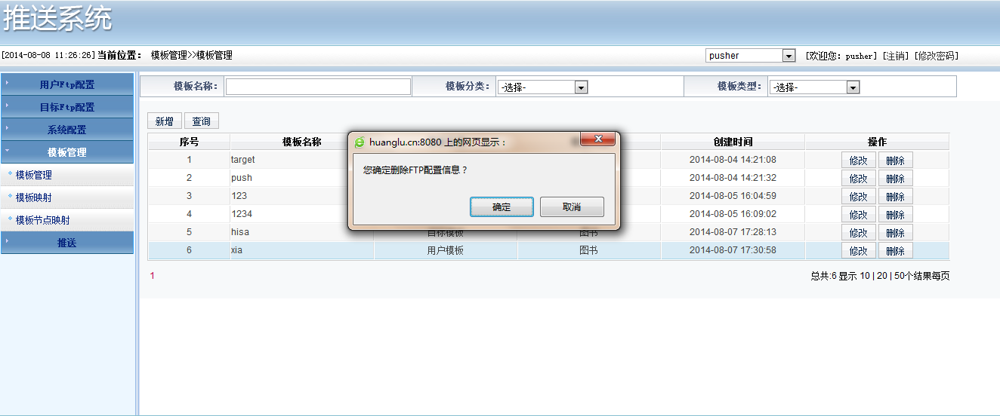 推送系统
[2014-08-08 11:26:26] 当前位置： 模板管理>>模板管理 pusher [欢迎您：pusher] [注销] [修改密码]
用户Ftp配置
目标Ftp配置
系统配置
模板管理
模板管理
模板映射
模板节点映射
推送
模板名称： 模板分类： -选择- 模板类型： -选择-
新增 查询
序号 模板名称 创建时间 操作
1 target 2014-08-04 14:21:08 修改 删除
2 push 2014-08-04 14:21:32 修改 删除
3 123 2014-08-05 16:04:59 修改 删除
4 1234 2014-08-05 16:09:02 修改 删除
5 hisa 目标模板 图书 2014-08-07 17:28:13 修改 删除
6 xia 用户模板 图书 2014-08-07 17:30:58 修改 删除
1 总共:6 显示 10 | 20 | 50个结果每页
huanglu.cn:8080 上的网页显示：
您确定删除FTP配置信息？
确定 取消